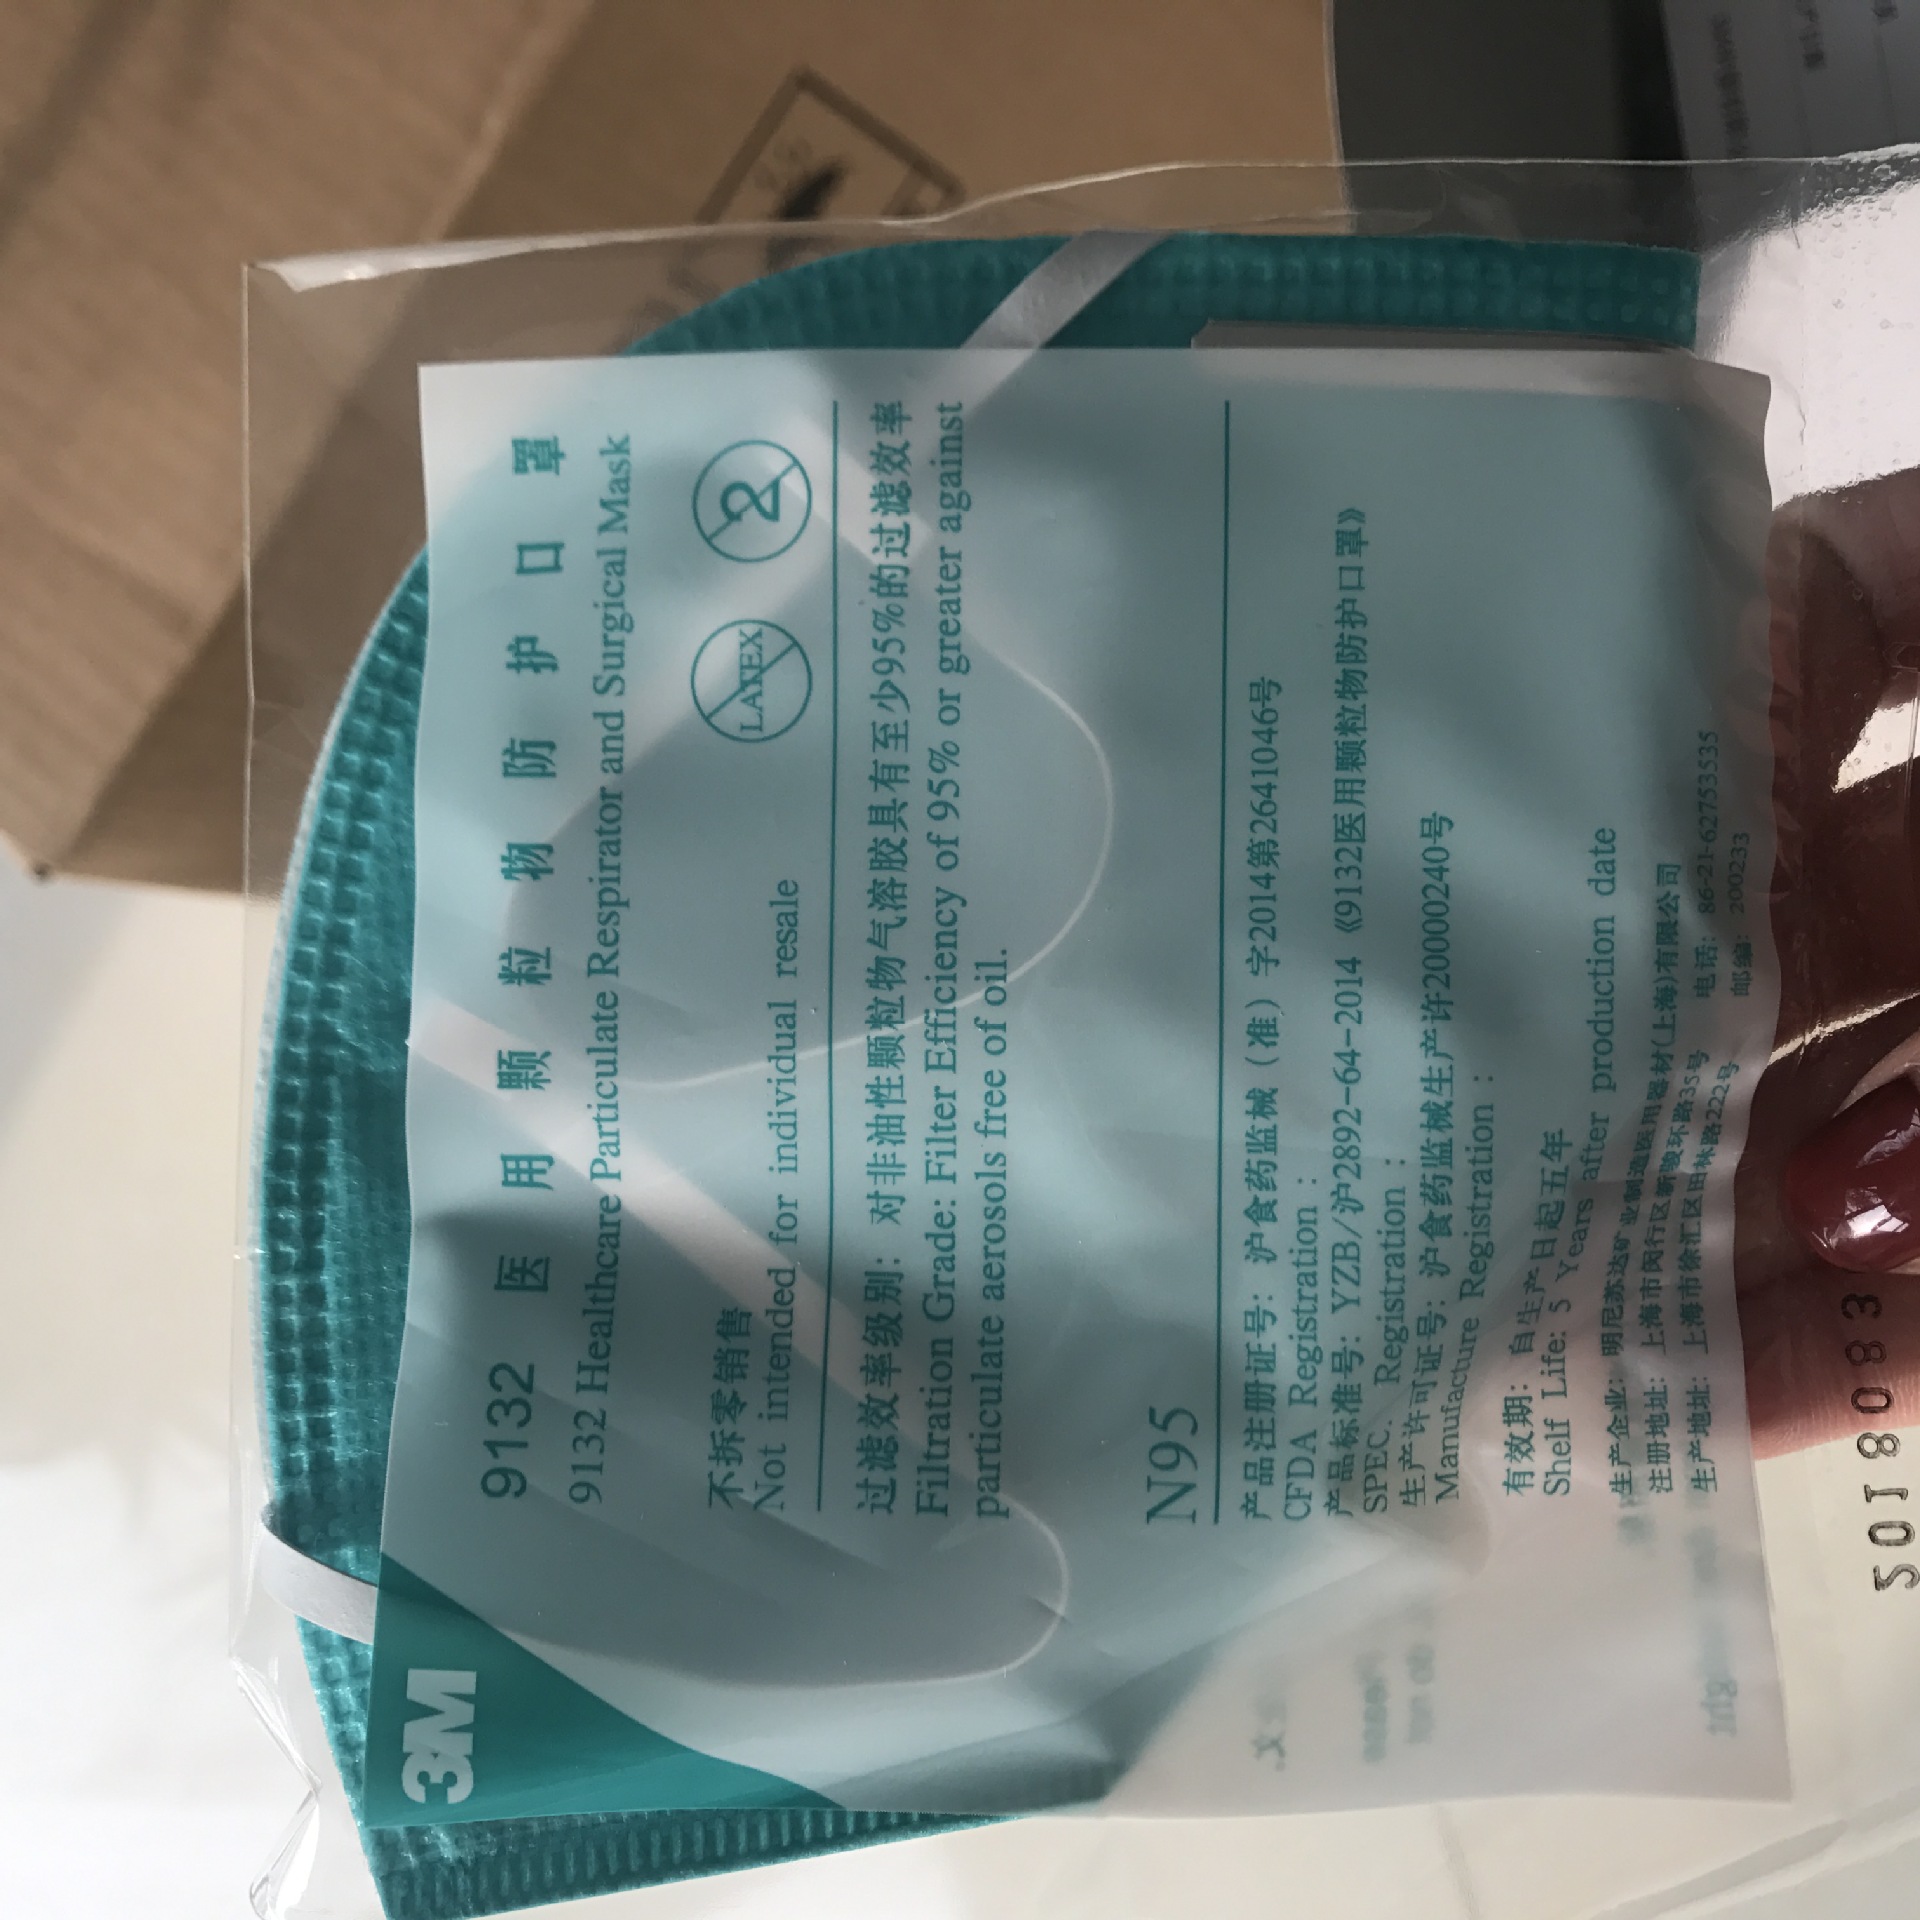 3M
9132 医用颗粒物防护口罩
9132 Healthcare Particulate Respirator and Surgical Mask
不拆零销售
Not intended for individual resale
LATEX
2
过滤效率级别：对非油性颗粒物气溶胶具有至少95%的过滤效率
Filtration Grade: Filter Efficiency of 95% or greater against
particulate aerosols free of oil.
N95
产品注册证号：沪食药监械（准）字2014第2641046号
CFDA Registration：
产品标准号：YZB/沪2892-64-2014《9132医用颗粒物防护口罩》
SPEC. Registration：
生产许可证号：沪食药监械生产许20000240号
Manufacture Registration：
有效期：自生产日起五年
Shelf Life: 5 Years after production date
生产企业：明尼苏达矿业制造医用器材(上海)有限公司
注册地址：上海市闵行区新骏环路35号 电话：86-21-62753535
生产地址：上海市徐汇区田林路222号 邮编：200233
2018083